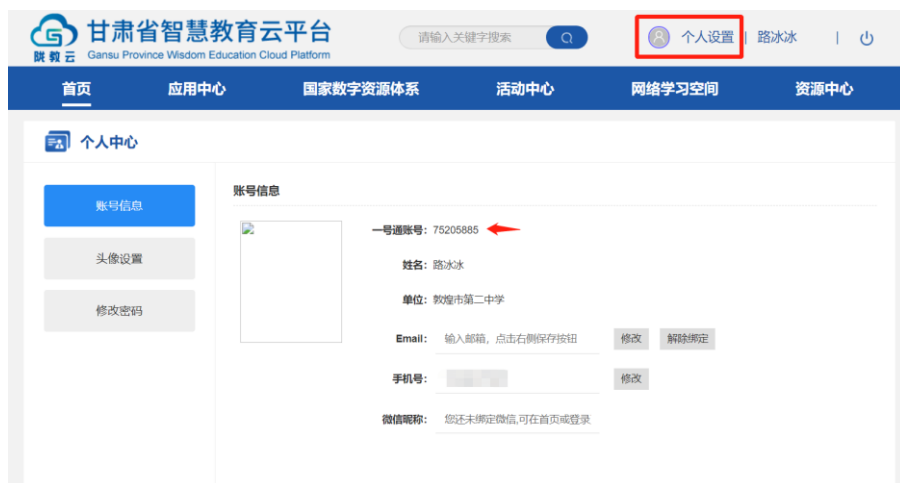 甘肃省智慧教育云平台
陇教云 Gansu Province Wisdom Education Cloud Platform
请输入关键字搜索
个人设置 | 路冰冰 |
首页 应用中心 国家数字资源体系 活动中心 网络学习空间 资源中心
个人中心
账号信息
头像设置
修改密码
账号信息
一号通账号: 75205885
姓名: 路冰冰
单位: 敦煌市第二中学
Email: 输入邮箱，点击右侧保存按钮 修改 解除绑定
手机号: 修改
微信昵称: 您还未绑定微信,可在首页或登录